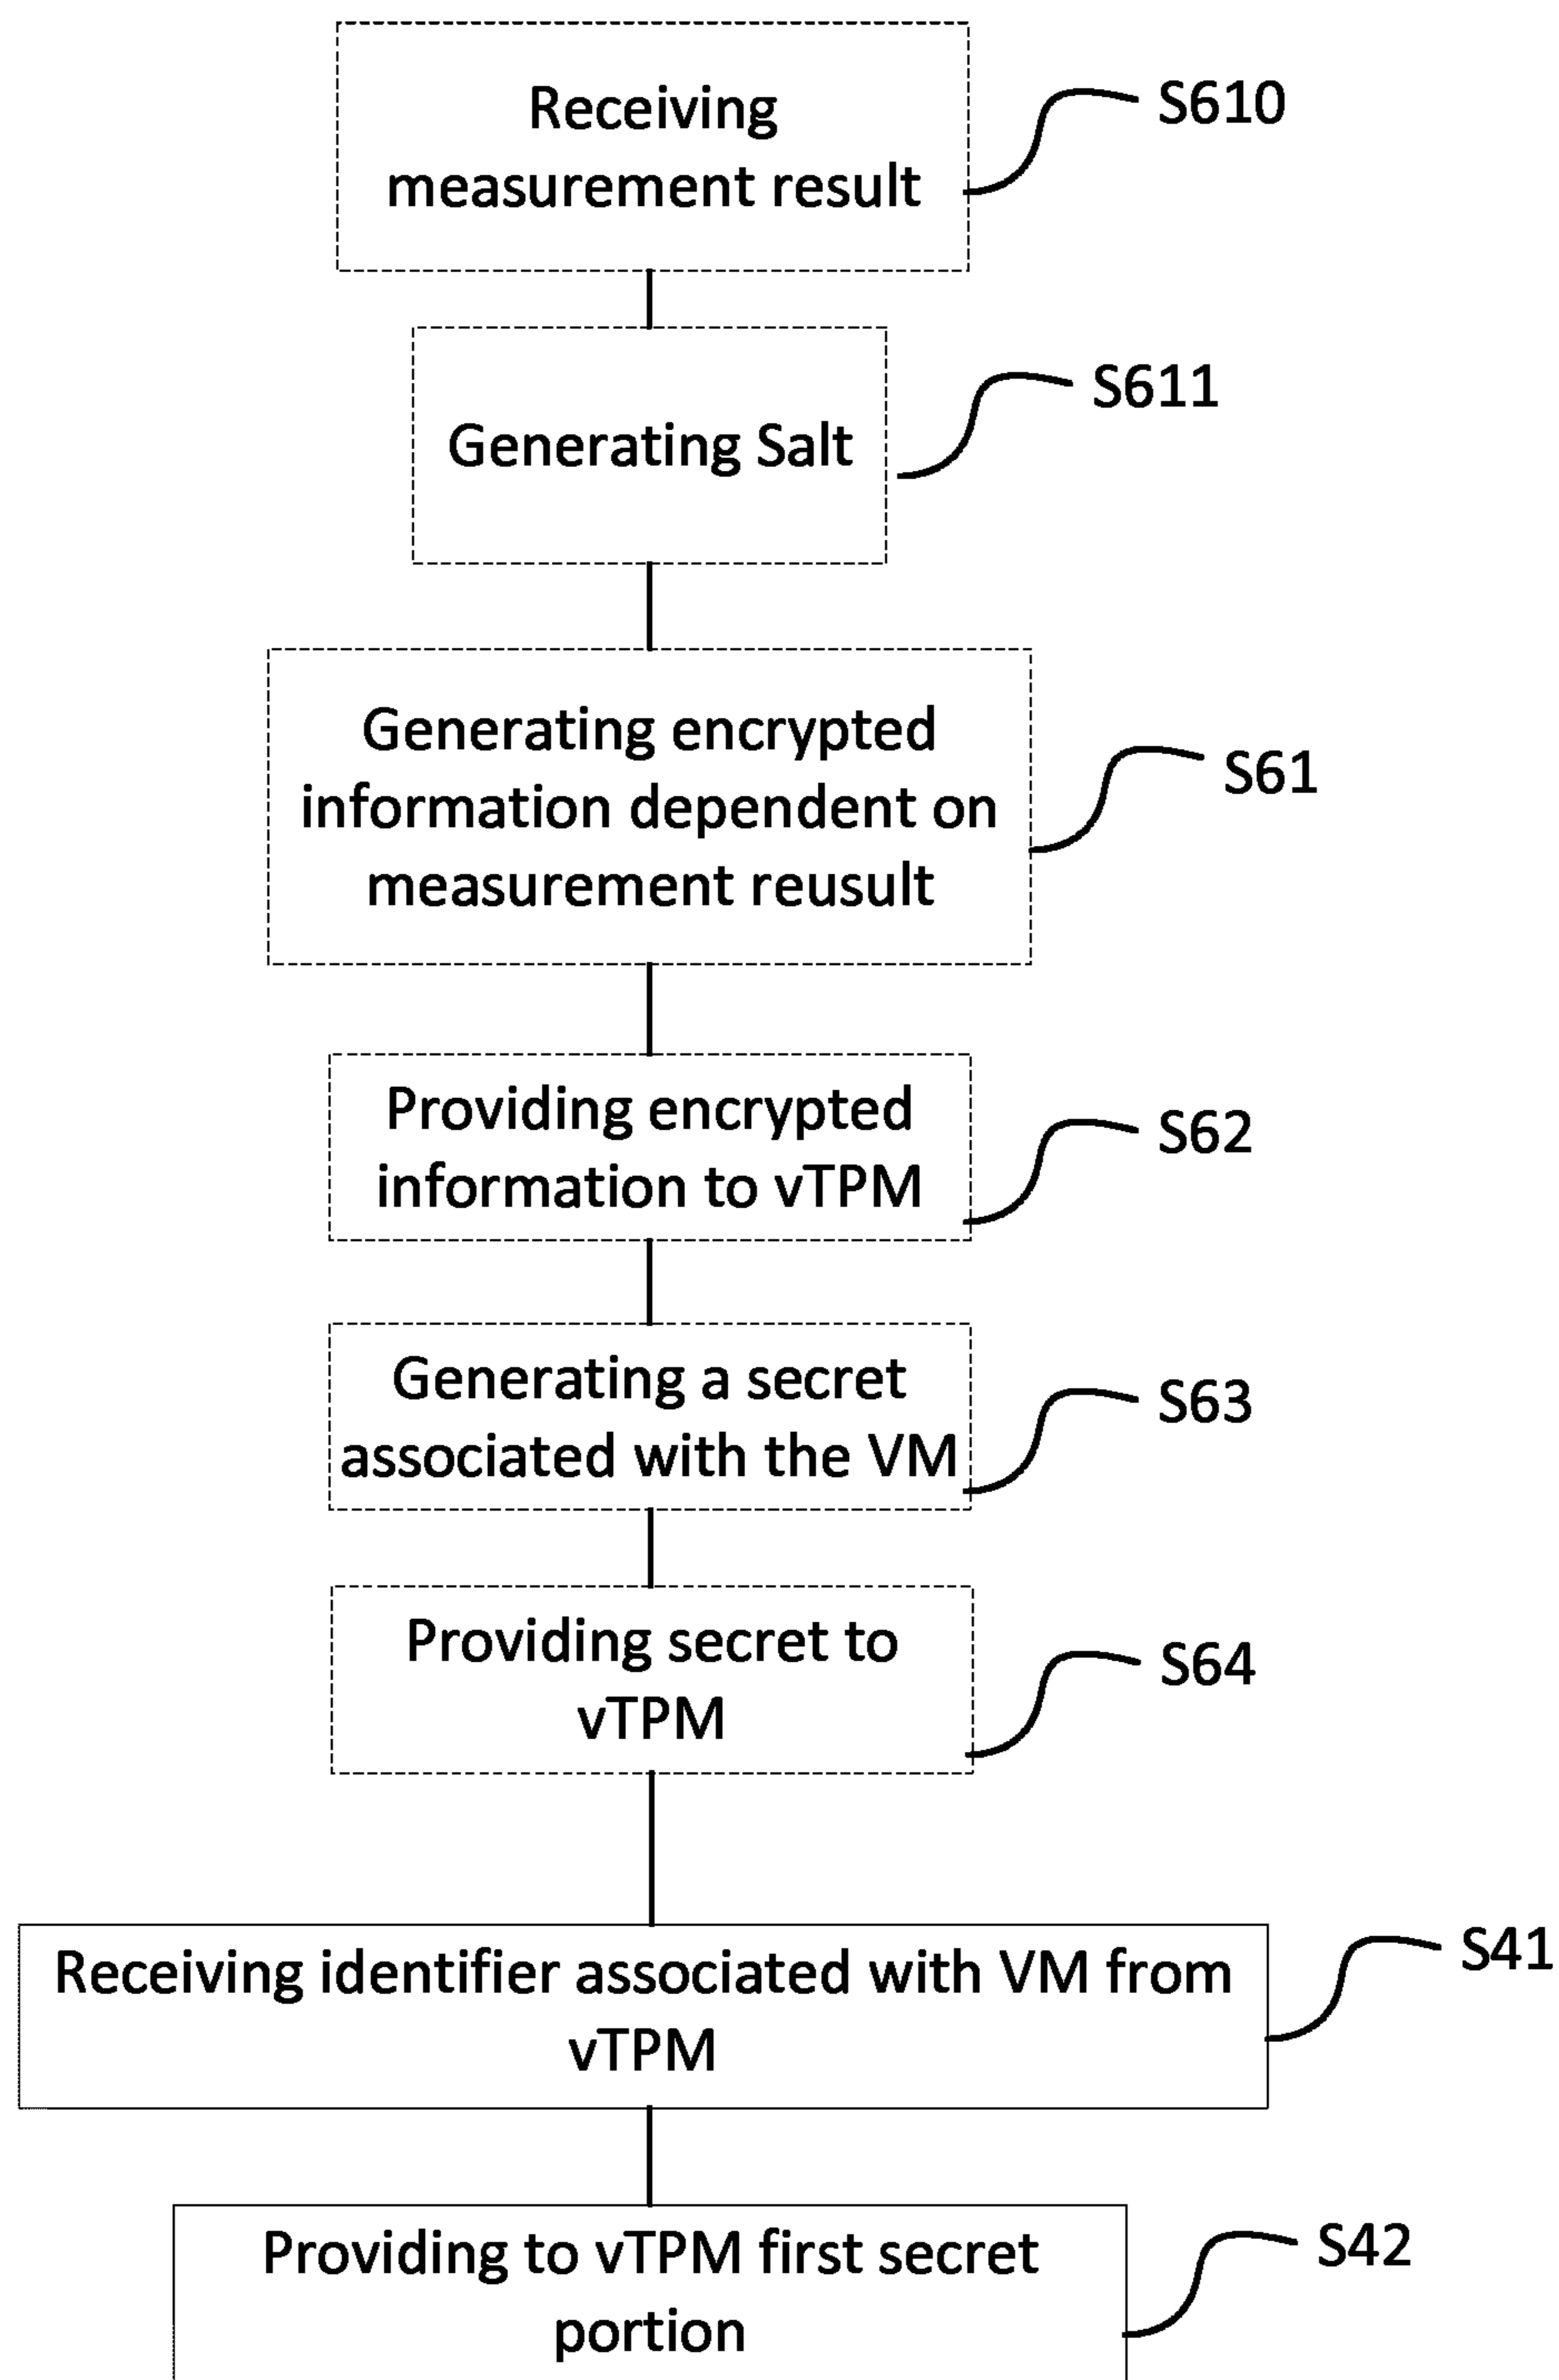 Receiving
measurement result
S610
Generating Salt
S611
Generating encrypted
information dependent on
measurement reusult
S61
Providing encrypted
information to vTPM
S62
Generating a secret
associated with the VM
S63
Providing secret to
vTPM
S64
Receiving identifier associated with VM from
vTPM
S41
Providing to vTPM first secret
portion
S42